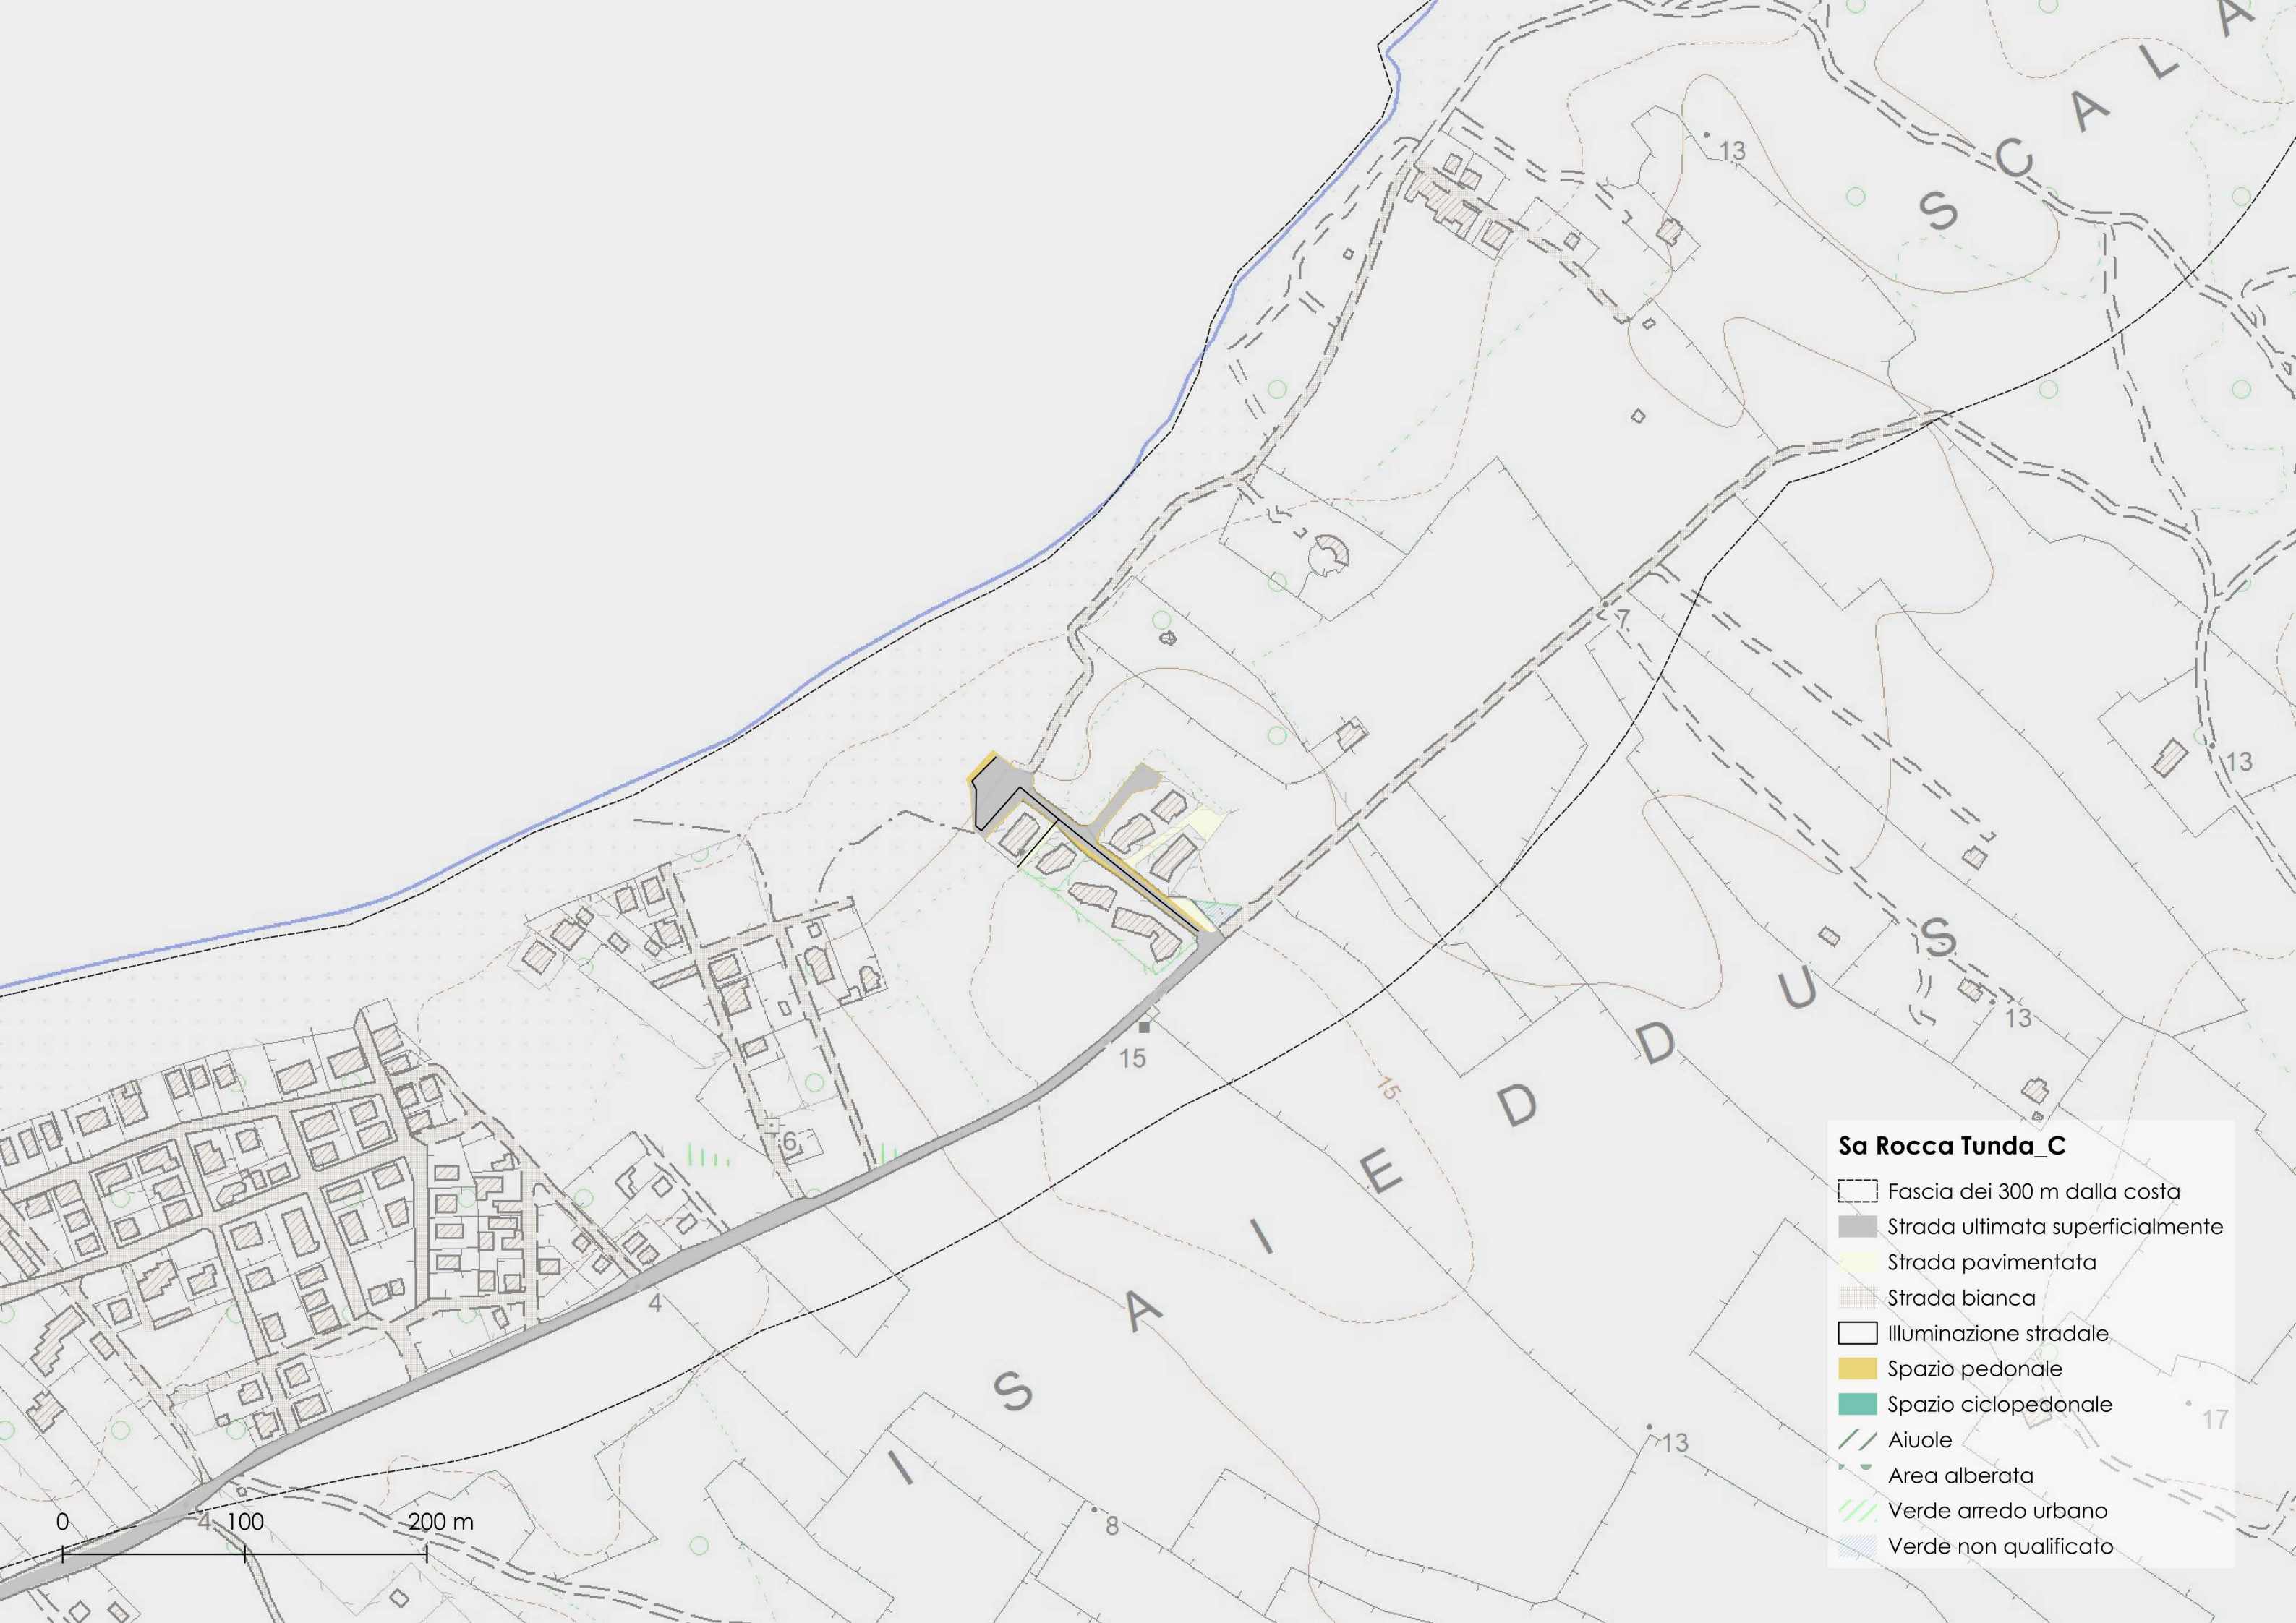 S C A L A
13
7
13
S
13
15
15
6
I S A I E D D U S
4
13
17
8
4
0 100 200 m
Sa Rocca Tunda_C
Fascia dei 300 m dalla costa
Strada ultimata superficialmente
Strada pavimentata
Strada bianca
Illuminazione stradale
Spazio pedonale
Spazio ciclopedonale
Aiuole
Area alberata
Verde arredo urbano
Verde non qualificato